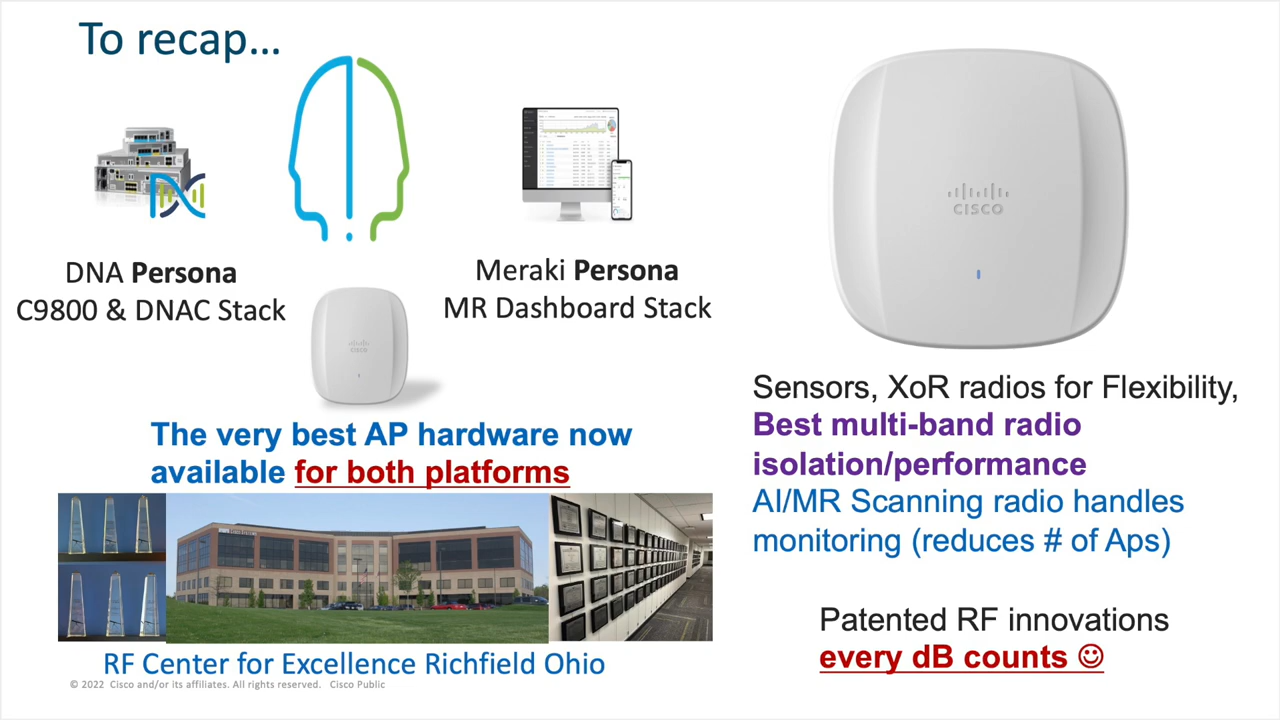 To recap...
DNA Persona
C9800 & DNAC Stack
Meraki Persona
MR Dashboard Stack
CISCO
CISCO
The very best AP hardware now
available for both platforms
RF Center for Excellence Richfield Ohio
© 2022 Cisco and/or its affiliates. All rights reserved. Cisco Public
Sensors, XoR radios for Flexibility,
Best multi-band radio
isolation/performance
AI/MR Scanning radio handles
monitoring (reduces # of Aps)
Patented RF innovations
every dB counts ☺